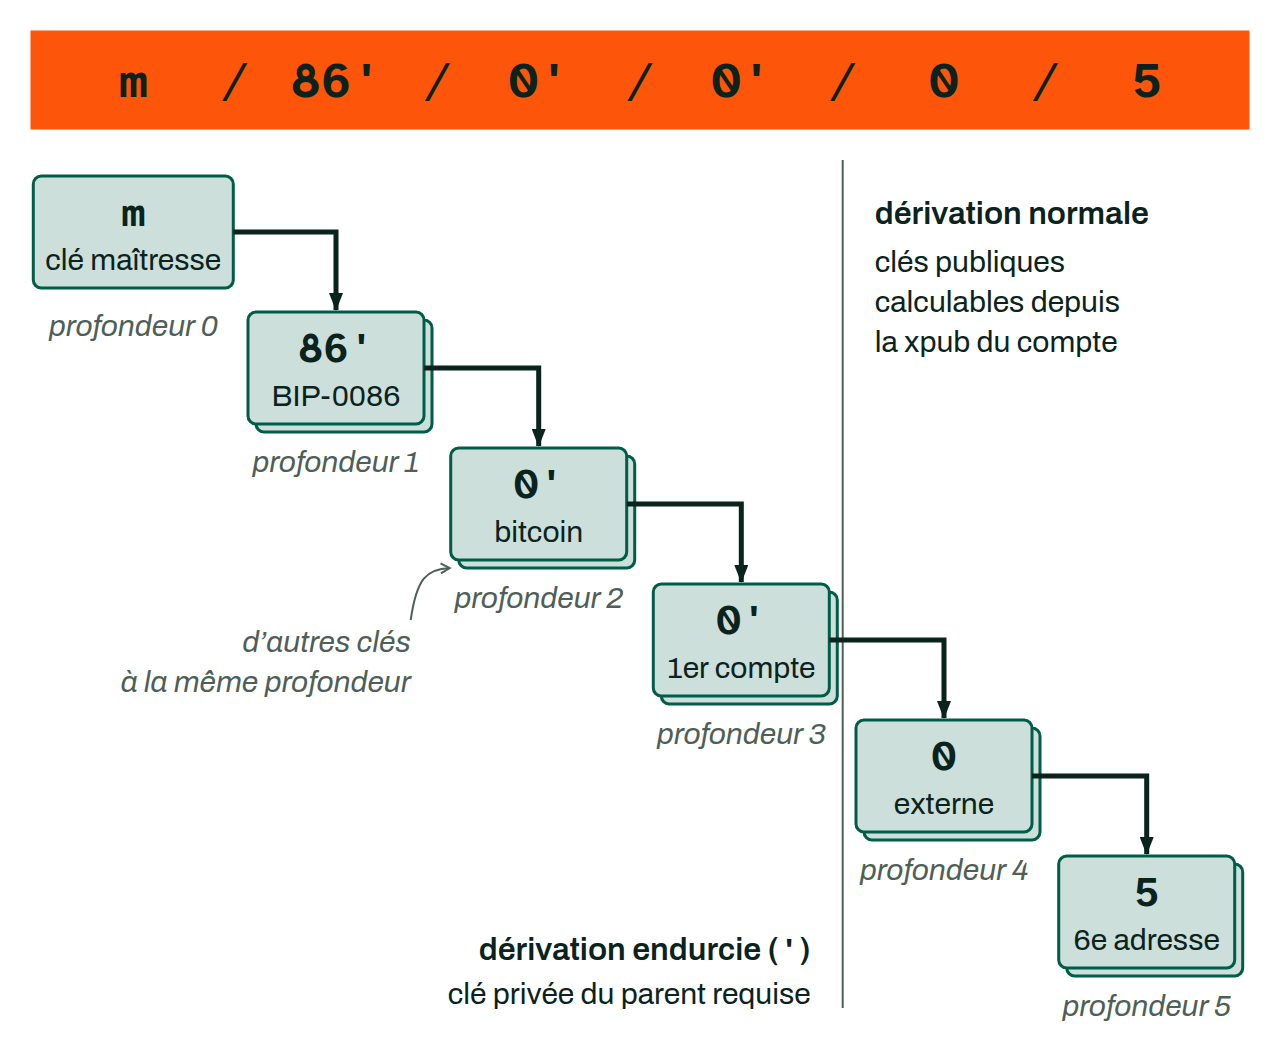 m / 86' / 0' / 0' / 0 / 5
m
clé maîtresse
profondeur 0
86'
BIP-0086
profondeur 1
0'
bitcoin
profondeur 2
d’autres clés
à la même profondeur
0'
1er compte
profondeur 3
dérivation normale
clés publiques
calculables depuis
la xpub du compte
0
externe
profondeur 4
5
6e adresse
profondeur 5
dérivation endurcie (')
clé privée du parent requise